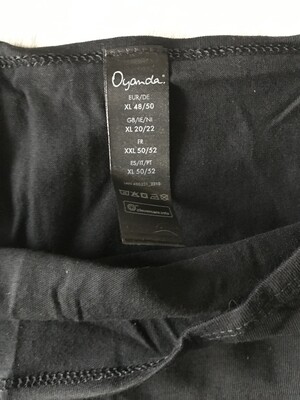 Oyanda
EUR/DE
XL 48/50
GB/IE/NI
XL 20/22
FR
XXL 50/52
ES/IT/PT
XL 50/52